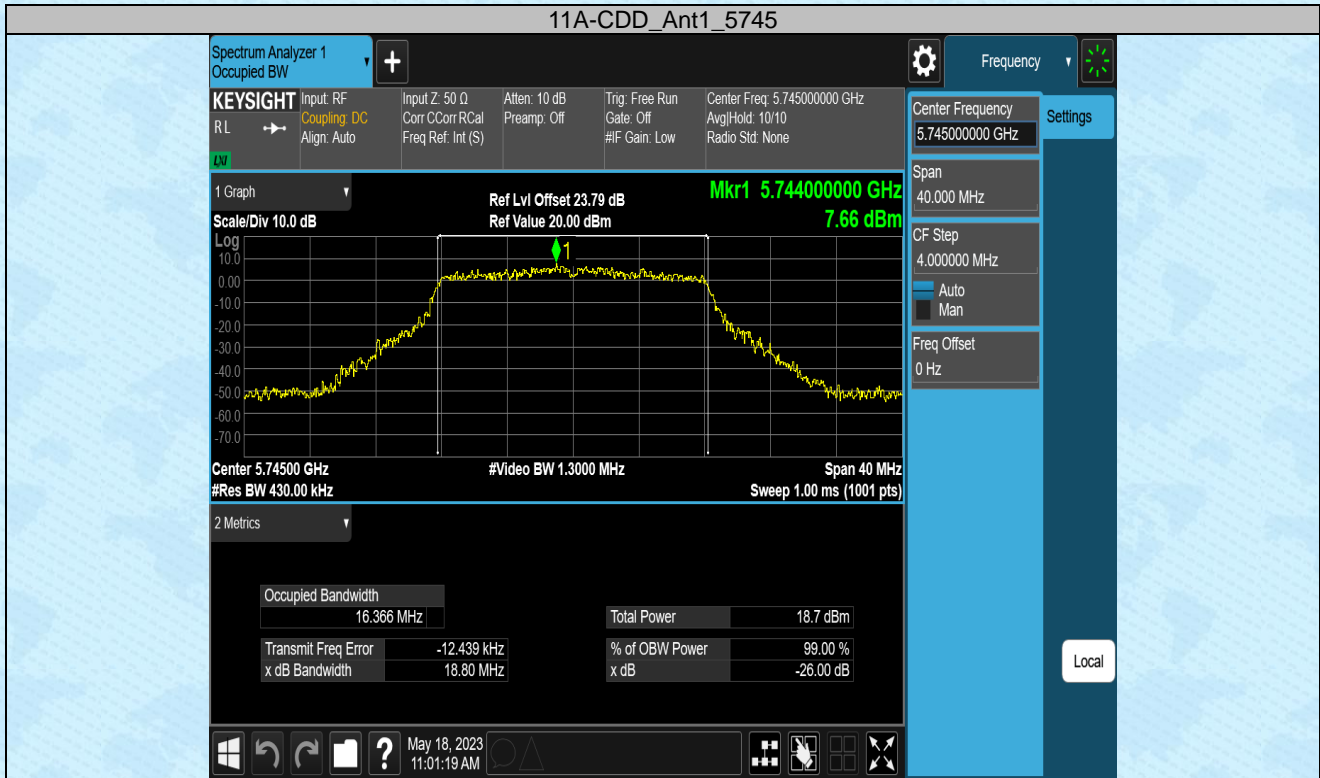 11A-CDD_Ant1_5745
Spectrum Analyzer 1
Occupied BW
+
Frequency
KEYSIGHT
RL
LXI
Input: RF
Coupling: DC
Align: Auto
Input Z: 50 Ω
Corr CCorr RCal
Freq Ref: Int (S)
Atten: 10 dB
Preamp: Off
Trig: Free Run
Gate: Off
#IF Gain: Low
Center Freq: 5.745000000 GHz
Avg|Hold: 10/10
Radio Std: None
Center Frequency
5.745000000 GHz
Settings
Span
40.000 MHz
CF Step
4.000000 MHz
Auto
Man
Freq Offset
0 Hz
Local
1 Graph
Scale/Div 10.0 dB
Ref Lvl Offset 23.79 dB
Ref Value 20.00 dBm
Mkr1 5.744000000 GHz
7.66 dBm
Log
10.0
0.00
-10.0
-20.0
-30.0
-40.0
-50.0
-60.0
-70.0
1
Center 5.74500 GHz
#Video BW 1.3000 MHz
Span 40 MHz
#Res BW 430.00 kHz
Sweep 1.00 ms (1001 pts)
2 Metrics
Occupied Bandwidth
16.366 MHz
Total Power 18.7 dBm
Transmit Freq Error -12.439 kHz
% of OBW Power 99.00 %
x dB Bandwidth 18.80 MHz
x dB -26.00 dB
?
May 18, 2023
11:01:19 AM